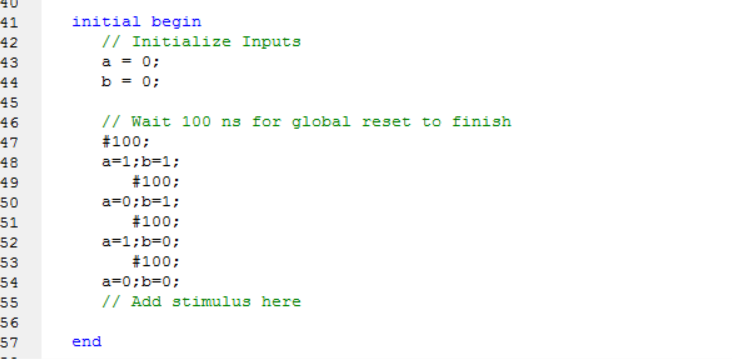 41 initial begin
42 // Initialize Inputs
43 a = 0;
44 b = 0;
45
46 // Wait 100 ns for global reset to finish
47 #100;
48 a=1;b=1;
49 #100;
50 a=0;b=1;
51 #100;
52 a=1;b=0;
53 #100;
54 a=0;b=0;
55 // Add stimulus here
56
57 end